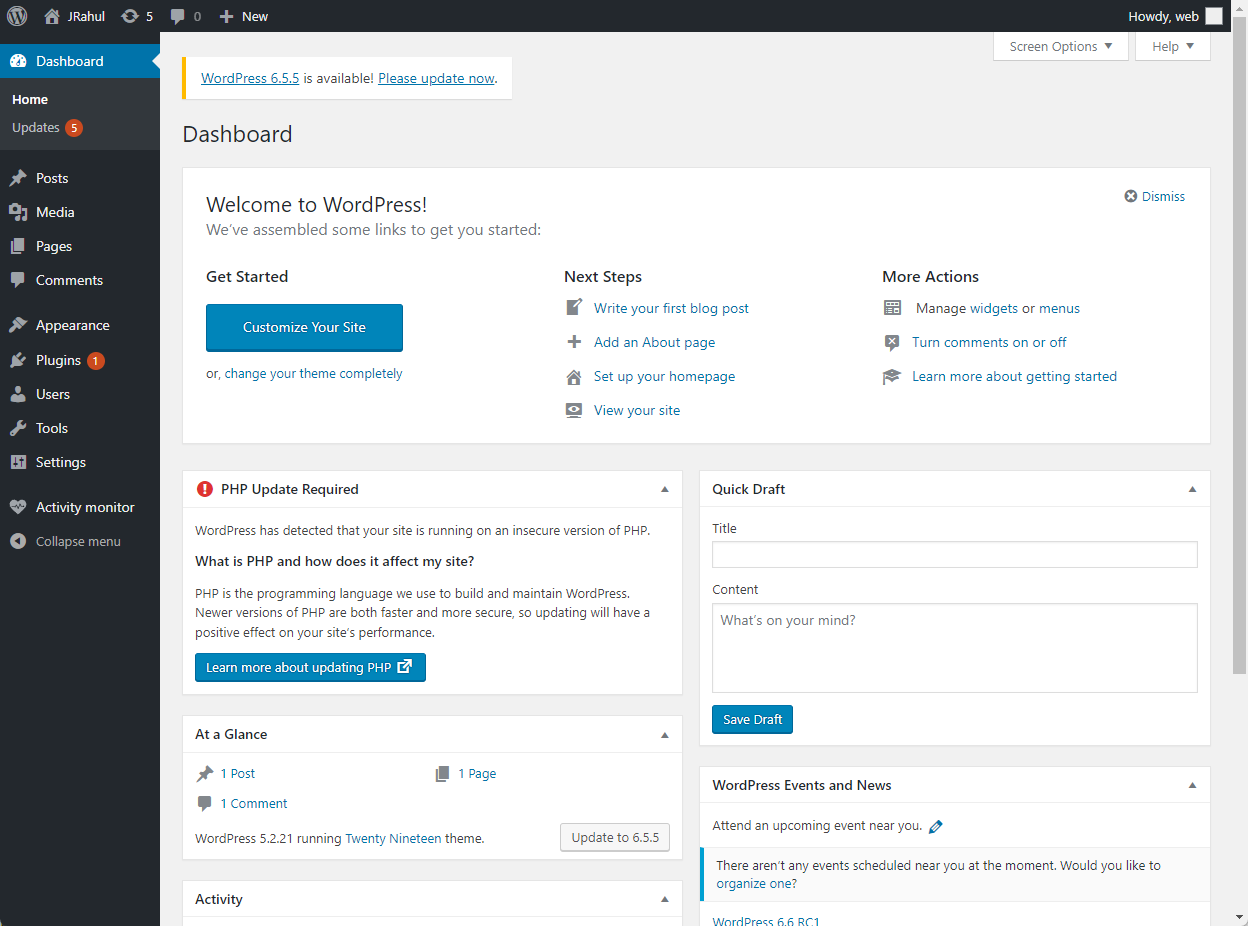 JRahul 5 0 New Howdy, web
Screen Options Help
Dashboard
Home
Updates 5
Posts
Media
Pages
Comments
Appearance
Plugins 1
Users
Tools
Settings
Activity monitor
Collapse menu
WordPress 6.5.5 is available! Please update now.
Dashboard
Welcome to WordPress!
Dismiss
We've assembled some links to get you started:
Get Started
Customize Your Site
or, change your theme completely
Next Steps
Write your first blog post
Add an About page
Set up your homepage
View your site
More Actions
Manage widgets or menus
Turn comments on or off
Learn more about getting started
PHP Update Required
WordPress has detected that your site is running on an insecure version of PHP.
What is PHP and how does it affect my site?
PHP is the programming language we use to build and maintain WordPress.
Newer versions of PHP are both faster and more secure, so updating will have a
positive effect on your site's performance.
Learn more about updating PHP
At a Glance
1 Post 1 Page
1 Comment
WordPress 5.2.21 running Twenty Nineteen theme. Update to 6.5.5
Activity
Quick Draft
Title
Content
What's on your mind?
Save Draft
WordPress Events and News
Attend an upcoming event near you.
There aren't any events scheduled near you at the moment. Would you like to
organize one?
WordPress 6.6 RC1